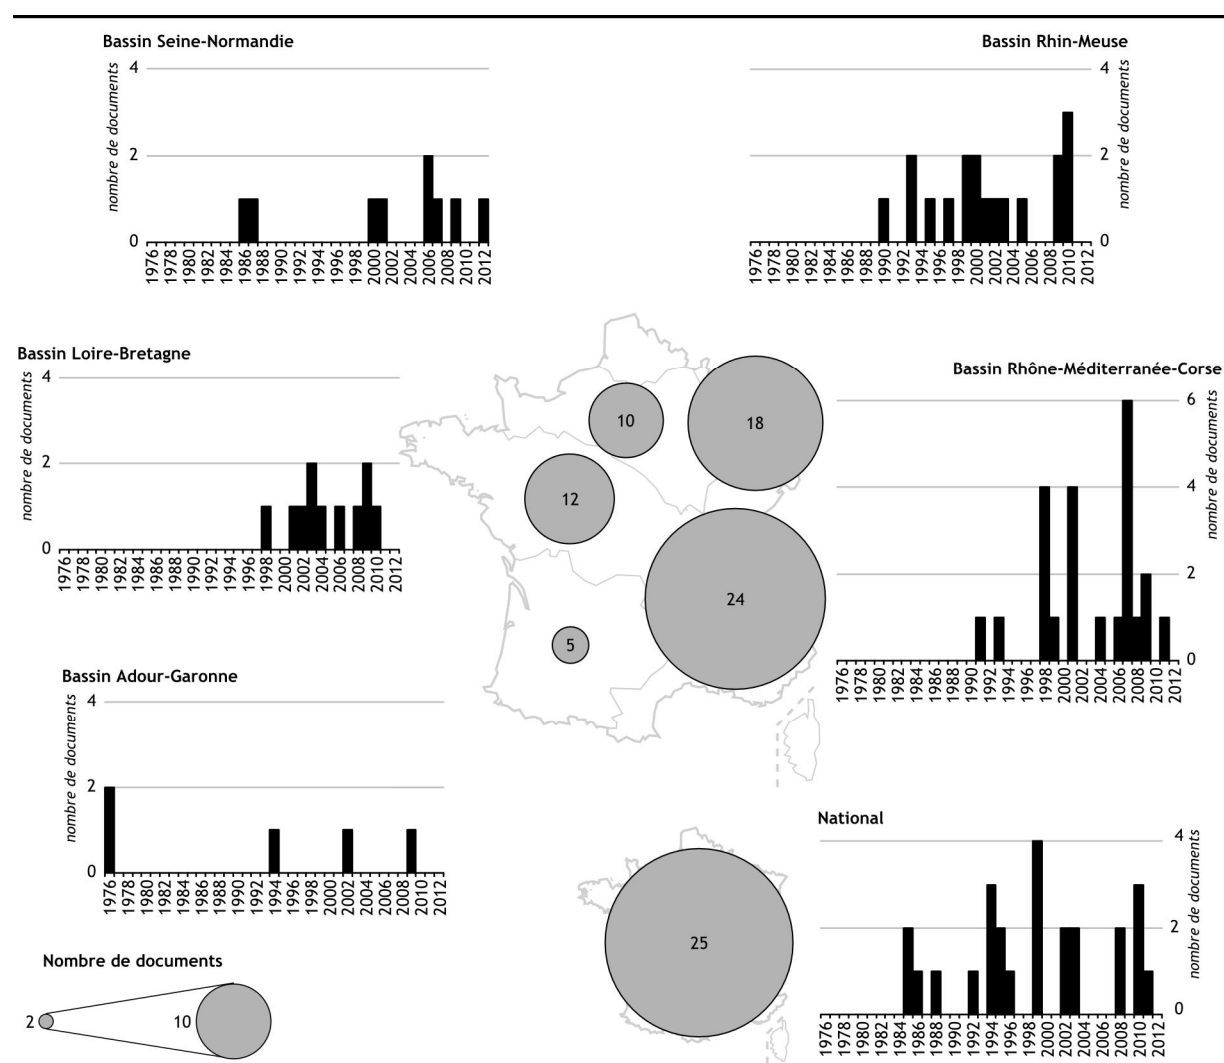 Bassin Seine-Normandie
nombre de documents
4
2
0
1976 1978 1980 1982 1984 1986 1988 1990 1992 1994 1996 1998 2000 2002 2004 2006 2008 2010 2012
Bassin Rhin-Meuse
4
2
0
nombre de documents
1976 1978 1980 1982 1984 1986 1988 1990 1992 1994 1996 1998 2000 2002 2004 2006 2008 2010 2012
Bassin Loire-Bretagne
nombre de documents
4
2
0
1976 1978 1980 1982 1984 1986 1988 1990 1992 1994 1996 1998 2000 2002 2004 2006 2008 2010 2012
10
18
12
24
5
Bassin Rhône-Méditerranée-Corse
6
4
2
0
nombre de documents
1976 1978 1980 1982 1984 1986 1988 1990 1992 1994 1996 1998 2000 2002 2004 2006 2008 2010 2012
Bassin Adour-Garonne
nombre de documents
4
2
0
1976 1978 1980 1982 1984 1986 1988 1990 1992 1994 1996 1998 2000 2002 2004 2006 2008 2010 2012
25
National
4
2
0
nombre de documents
1976 1978 1980 1982 1984 1986 1988 1990 1992 1994 1996 1998 2000 2002 2004 2006 2008 2010 2012
Nombre de documents
2 10